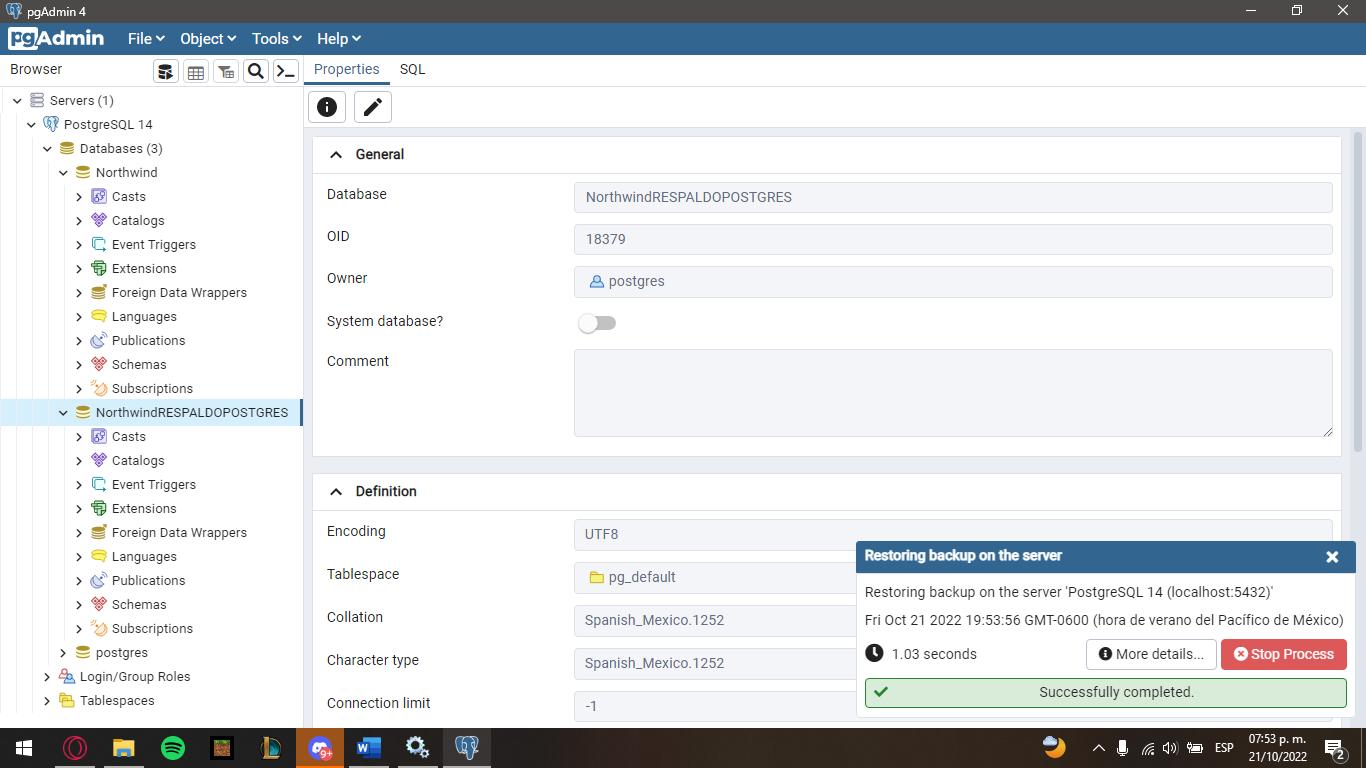 pgAdmin 4
pgAdmin File Object Tools Help
Browser Properties SQL
Servers (1)
PostgreSQL 14
Databases (3)
Northwind
Casts
Catalogs
Event Triggers
Extensions
Foreign Data Wrappers
Languages
Publications
Schemas
Subscriptions
NorthwindRESPALDOPOSTGRES
Casts
Catalogs
Event Triggers
Extensions
Foreign Data Wrappers
Languages
Publications
Schemas
Subscriptions
postgres
Login/Group Roles
Tablespaces
General
Database NorthwindRESPALDOPOSTGRES
OID 18379
Owner postgres
System database?
Comment
Definition
Encoding UTF8
Tablespace pg_default
Collation Spanish_Mexico.1252
Character type Spanish_Mexico.1252
Connection limit -1
Restoring backup on the server
Restoring backup on the server 'PostgreSQL 14 (localhost:5432)'
Fri Oct 21 2022 19:53:56 GMT-0600 (hora de verano del Pacífico de México)
1.03 seconds More details... Stop Process
Successfully completed.
9+
ESP
07:53 p. m.
21/10/2022
2